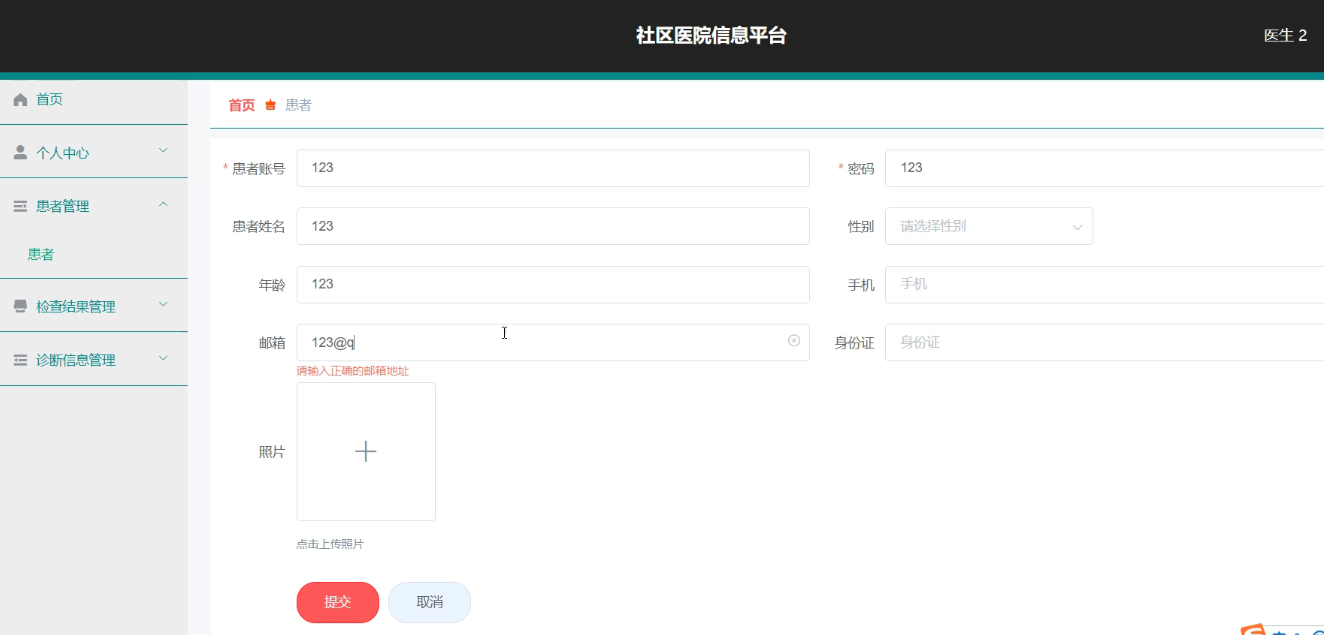 社区医院信息平台
医生 2
首页
个人中心
患者管理
患者
检查结果管理
诊断信息管理
首页 患者
* 患者账号 123
* 密码 123
患者姓名 123
性别 请选择性别
年龄 123
手机 手机
邮箱 123@q
请输入正确的邮箱地址
身份证 身份证
照片
点击上传照片
提交 取消